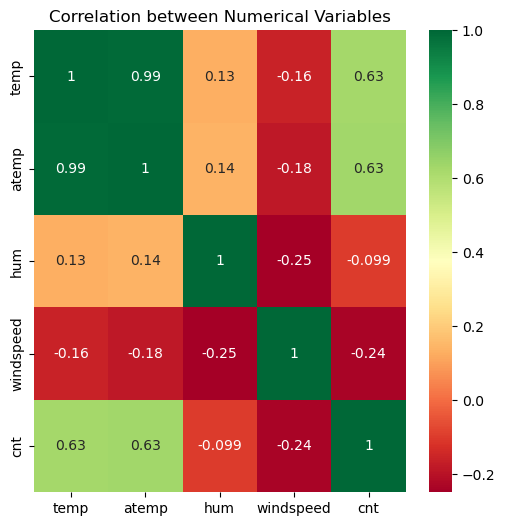 Correlation between Numerical Variables
temp 1 0.99 0.13 -0.16 0.63
atemp 0.99 1 0.14 -0.18 0.63
hum 0.13 0.14 1 -0.25 -0.099
windspeed -0.16 -0.18 -0.25 1 -0.24
cnt 0.63 0.63 -0.099 -0.24 1
temp atemp hum windspeed cnt
1.0
0.8
0.6
0.4
0.2
0.0
−0.2